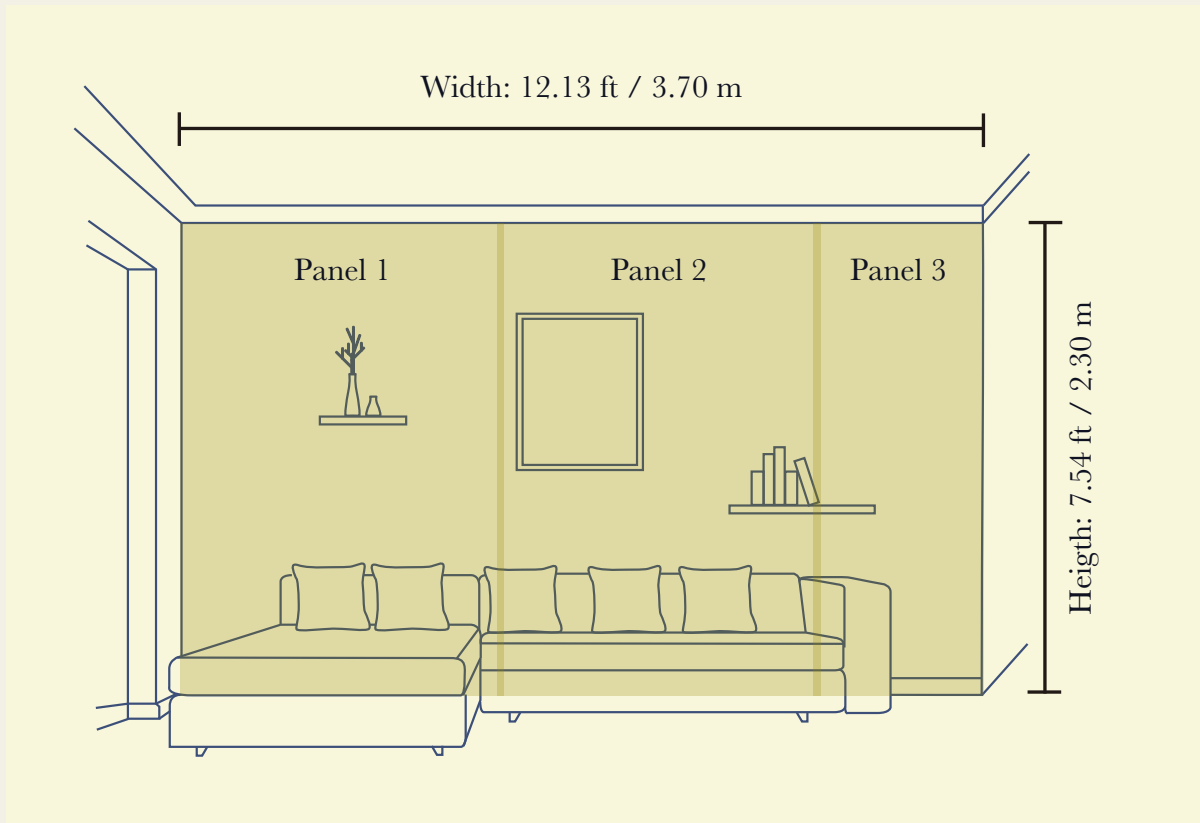 Width: 12.13 ft / 3.70 m
Panel 1
Panel 2
Panel 3
Heigth: 7.54 ft / 2.30 m